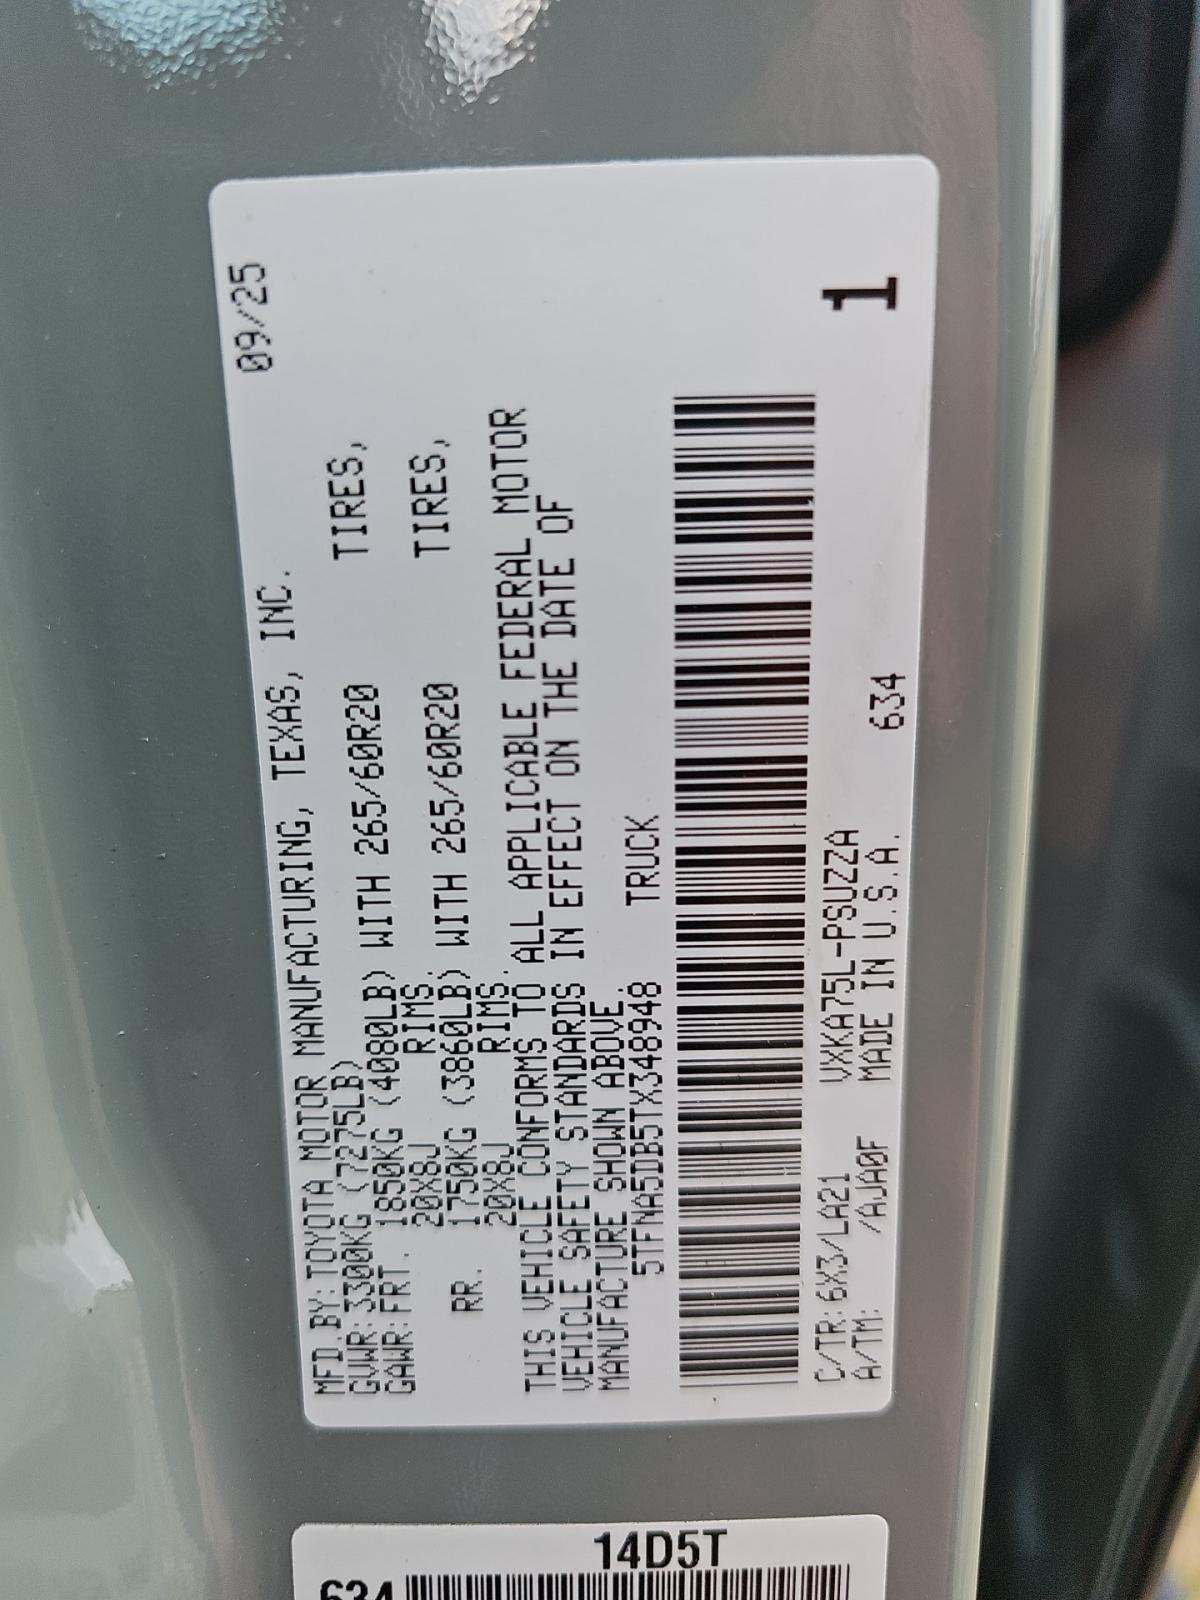 MFD BY: TOYOTA MOTOR MANUFACTURING, TEXAS, INC. 09/25
GVWR: 3300KG (7275LB)
GAWR: FRT. 1850KG (4080LB) WITH 265/60R20 TIRES,
20X8J RIMS.
RR. 1750KG (3860LB) WITH 265/60R20 TIRES,
20X8J RIMS.
THIS VEHICLE CONFORMS TO ALL APPLICABLE FEDERAL MOTOR
VEHICLE SAFETY STANDARDS IN EFFECT ON THE DATE OF
MANUFACTURE SHOWN ABOVE.
5TFNA5DB5TX348948 TRUCK
C/TR: 6X3/LA21 VXKA75L-PSUZZA 1
A/TM: /AJA0F MADE IN U.S.A. 634
634
14D5T